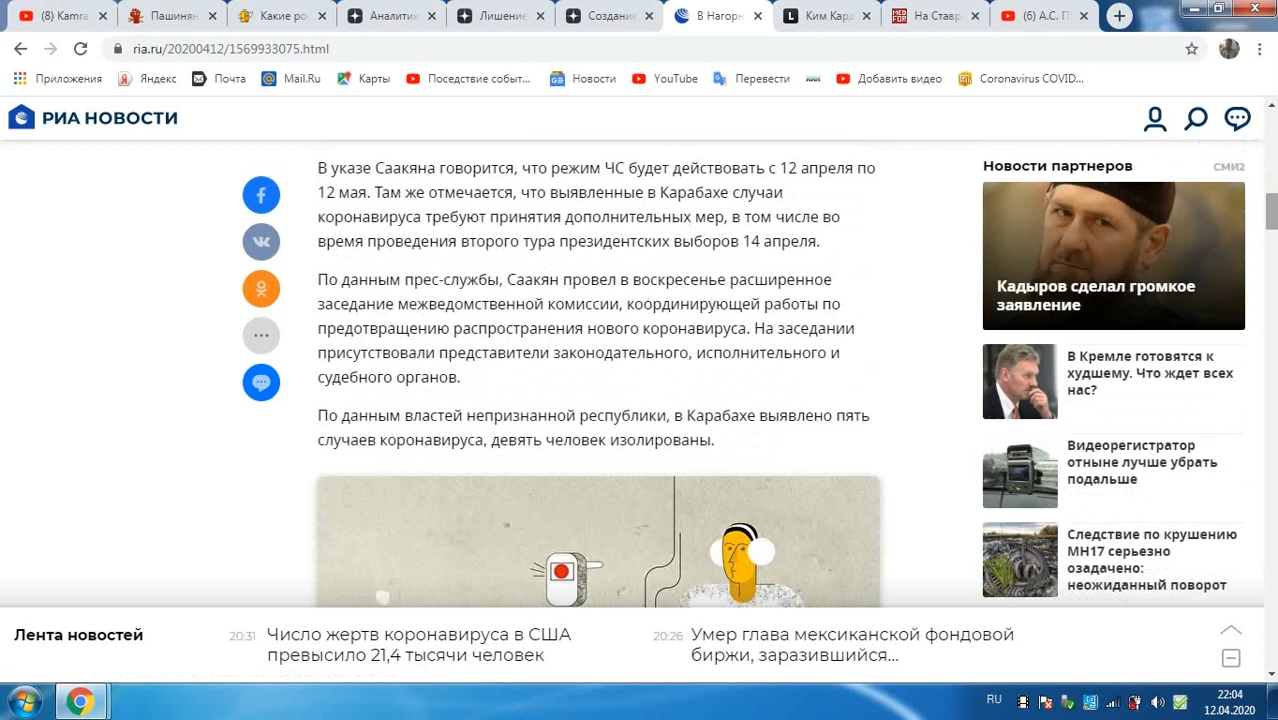 (8) Kamra
Пашинян
Какие ро
Аналитик
Лишение
Создание
В Нагорн
Ким Кард
На Ставр
(6) А.С. П
ria.ru/20200412/1569933075.html
Приложения
Яндекс
Почта
Mail.Ru
Карты
Поседствие событ...
Новости
YouTube
Перевести
Добавить видео
Coronavirus COVID...
РИА НОВОСТИ
В указе Саакяна говорится, что режим ЧС будет действовать с 12 апреля по
12 мая. Там же отмечается, что выявленные в Карабахе случаи
коронавируса требуют принятия дополнительных мер, в том числе во
время проведения второго тура президентских выборов 14 апреля.
По данным прес-службы, Саакян провел в воскресенье расширенное
заседание межведомственной комиссии, координирующей работы по
предотвращению распространения нового коронавируса. На заседании
присутствовали представители законодательного, исполнительного и
судебного органов.
По данным властей непризнанной республики, в Карабахе выявлено пять
случаев коронавируса, девять человек изолированы.
Новости партнеров
СМИ2
Кадыров сделал громкое
заявление
В Кремле готовятся к
худшему. Что ждет всех
нас?
Видеорегистратор
отныне лучше убрать
подальше
Следствие по крушению
МН17 серьезно
озадачено:
неожиданный поворот
Лента новостей
20:31
Число жертв коронавируса в США
превысило 21,4 тысячи человек
20:26
Умер глава мексиканской фондовой
биржи, заразившийся...
RU
22:04
12.04.2020